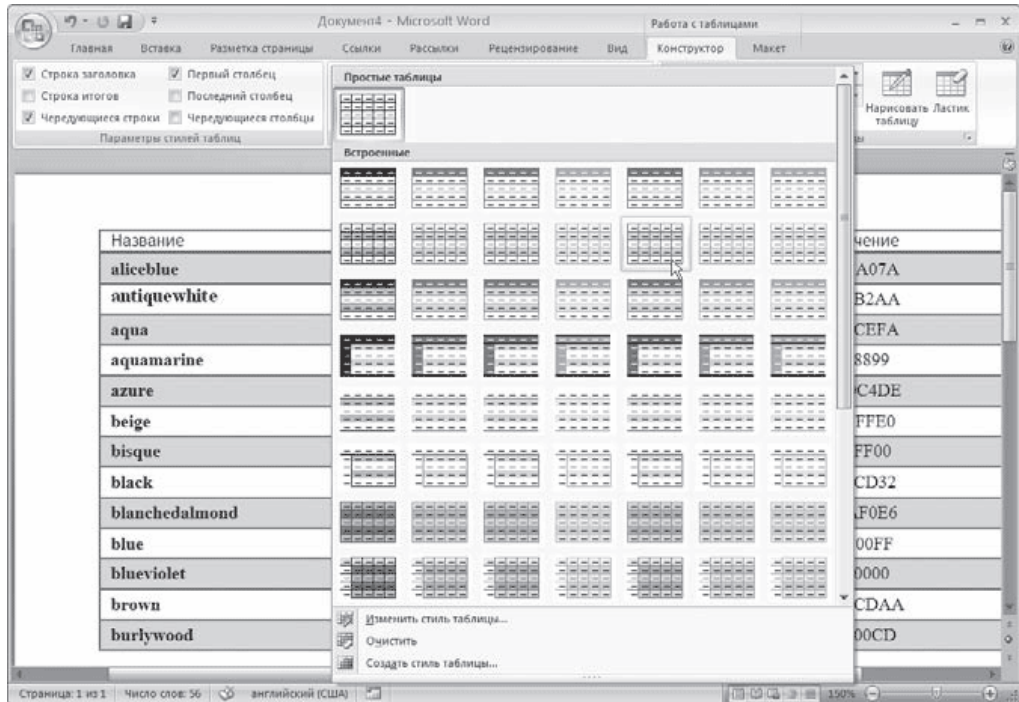 Документ4 - Microsoft Word
Работа с таблицами
Главная Вставка Разметка страницы Ссылки Рассылки Рецензирование Вид Конструктор Макет
Строка заголовка Первый столбец
Строка итогов Последний столбец
Чередующиеся строки Чередующиеся столбцы
Параметры стилей таблиц
Простые таблицы
Встроенные
Нарисовать таблицу Ластик
Название чение
aliceblue A07A
antiquewhite B2AA
aqua CEFA
aquamarine 8899
azure C4DE
beige FFE0
bisque FF00
black CD32
blanchedalmond F0E6
blue 00FF
blueviolet 0000
brown CDAA
burlywood 00CD
Изменить стиль таблицы...
Очистить
Создать стиль таблицы...
Страница: 1 из 1 Число слов: 56 английский (США) 150%